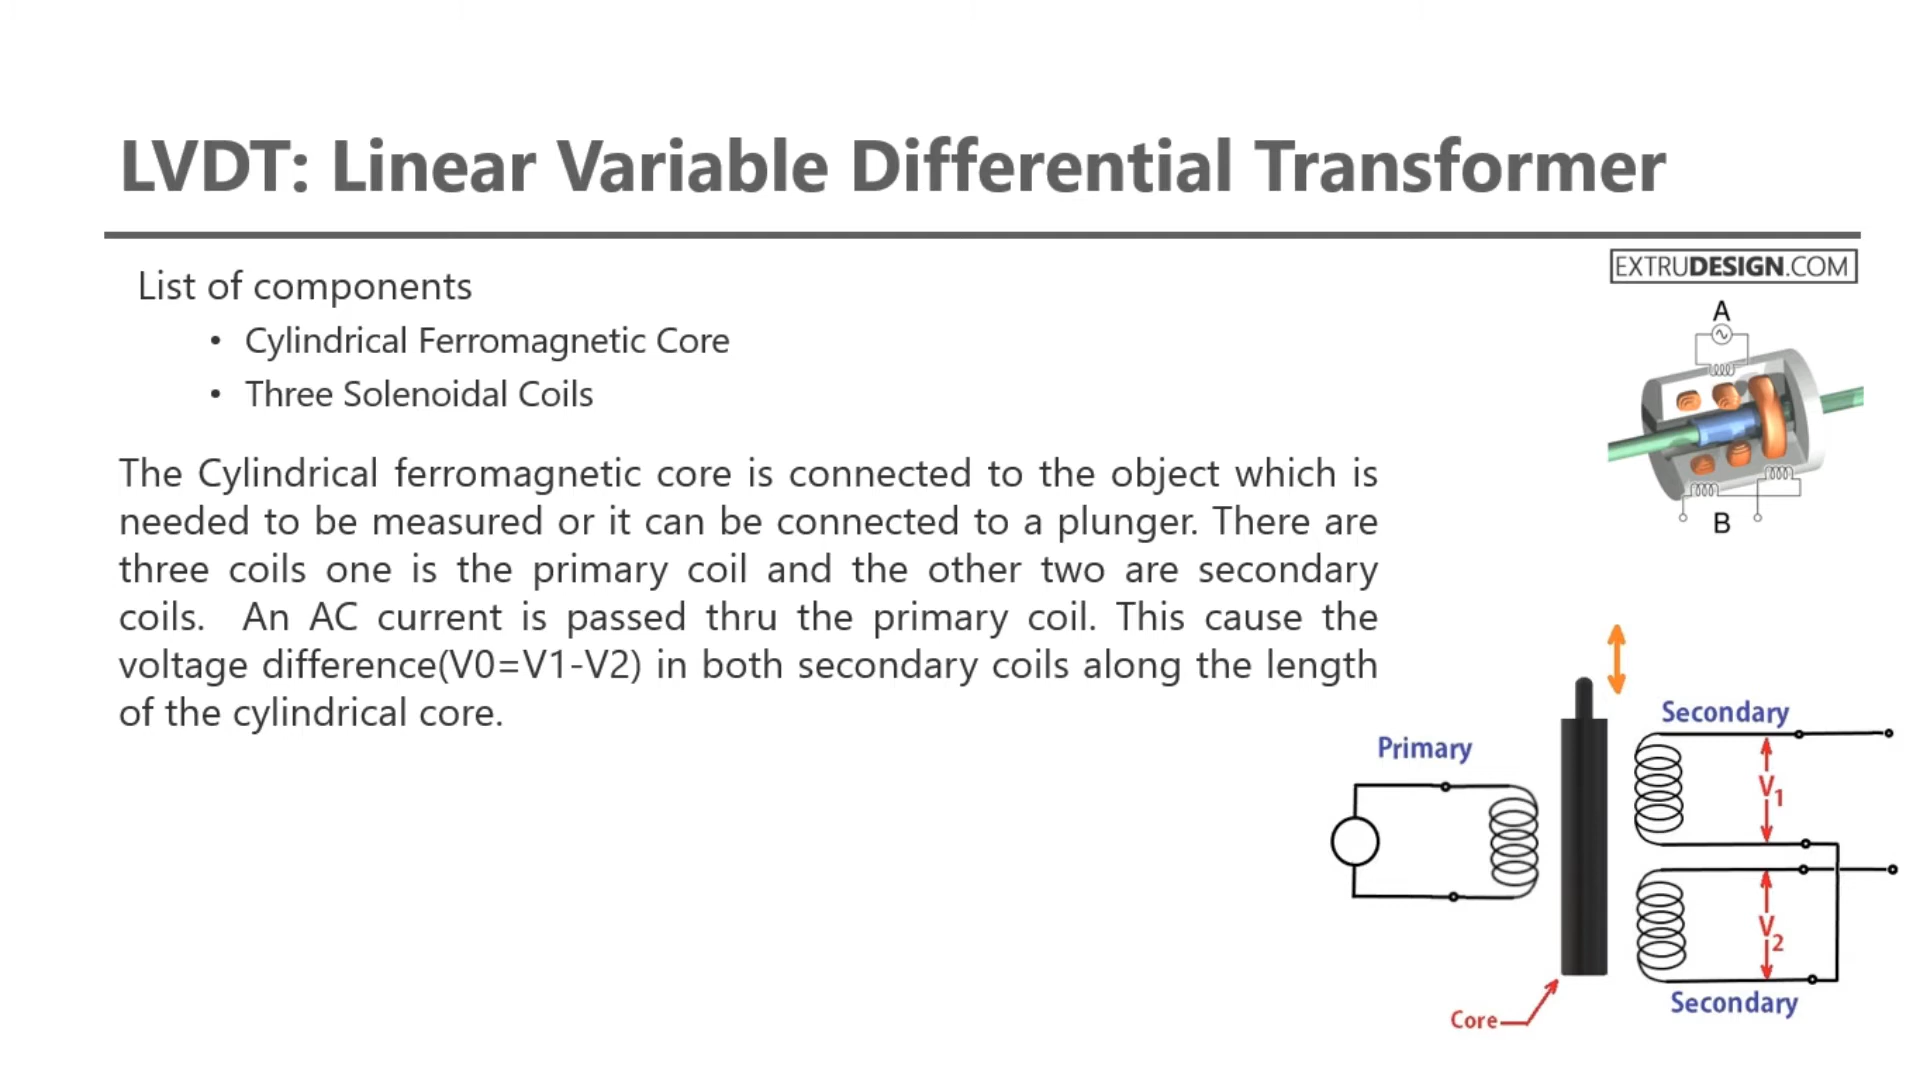 LVDT: Linear Variable Differential Transformer
EXTRUDESIGN.COM
List of components
• Cylindrical Ferromagnetic Core
• Three Solenoidal Coils
The Cylindrical ferromagnetic core is connected to the object which is
needed to be measured or it can be connected to a plunger. There are
three coils one is the primary coil and the other two are secondary
coils. An AC current is passed thru the primary coil. This cause the
voltage difference(V0=V1-V2) in both secondary coils along the length
of the cylindrical core.
A
B
Primary
Secondary
V1
V2
Secondary
Core